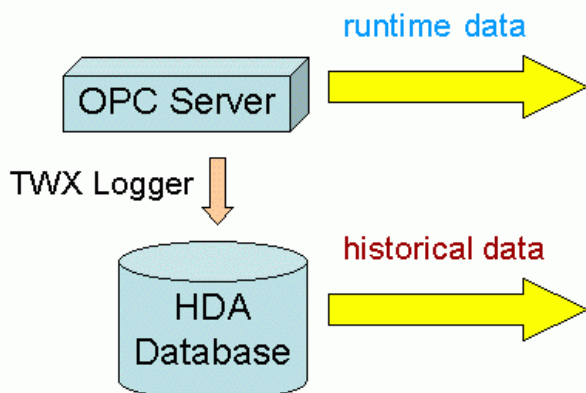 runtime data
OPC Server
TWX Logger
historical data
HDA
Database